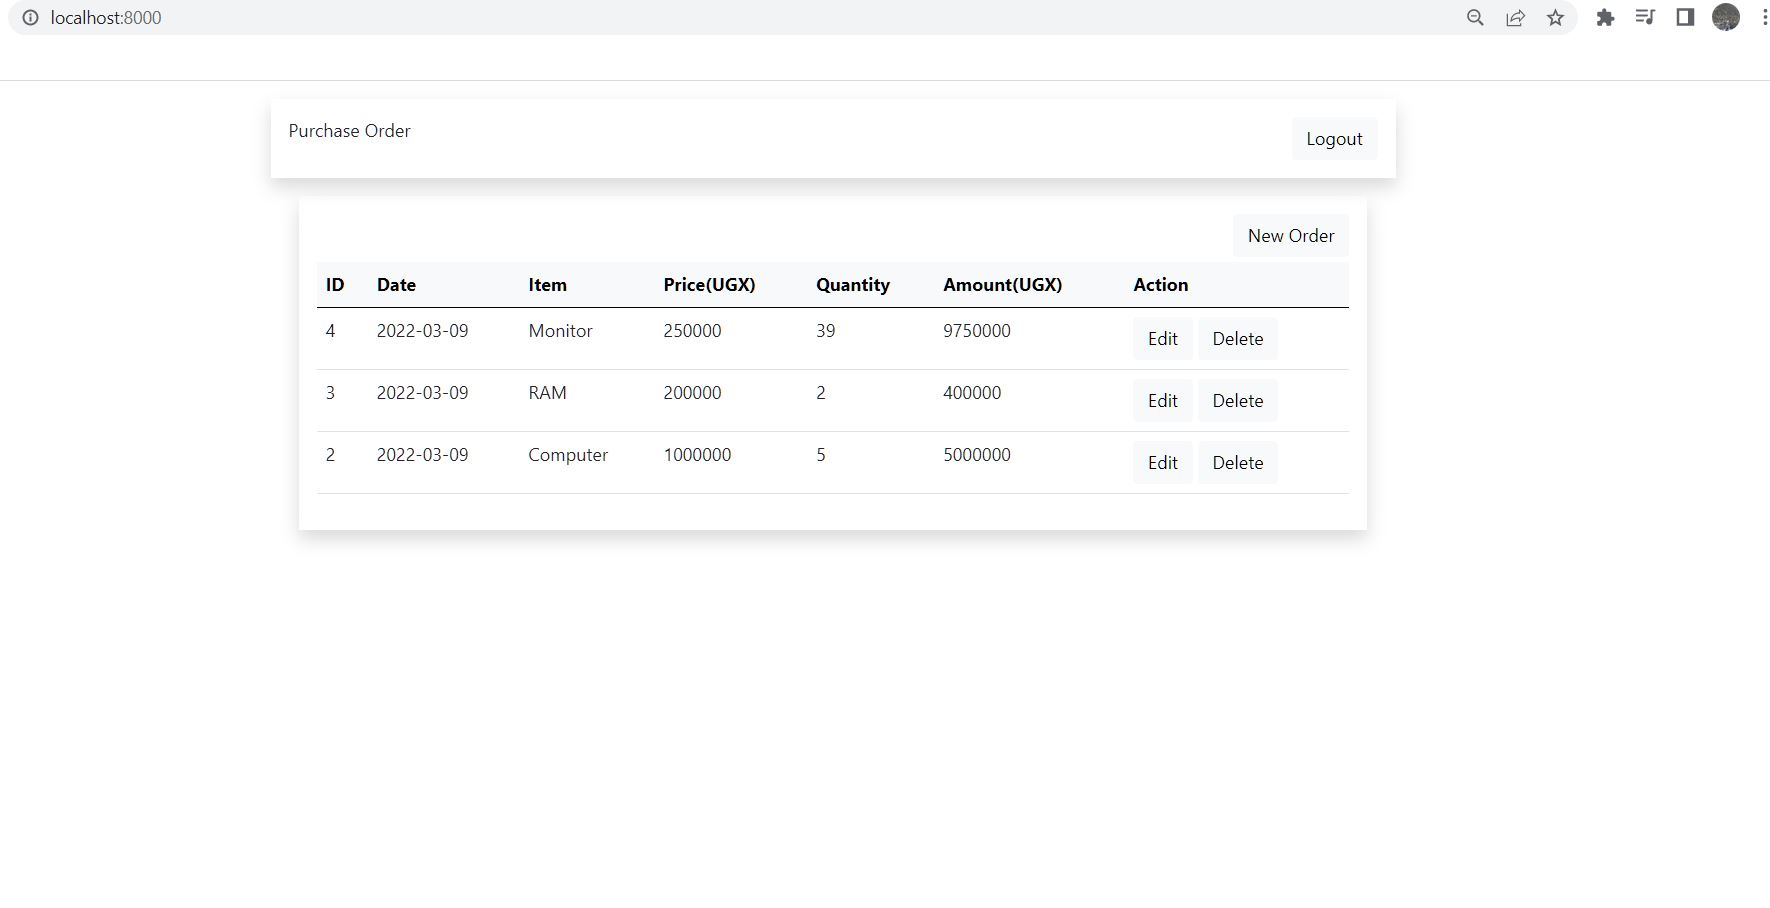 localhost:8000
Purchase Order
Logout
New Order
ID Date Item Price(UGX) Quantity Amount(UGX) Action
4 2022-03-09 Monitor 250000 39 9750000 Edit Delete
3 2022-03-09 RAM 200000 2 400000 Edit Delete
2 2022-03-09 Computer 1000000 5 5000000 Edit Delete